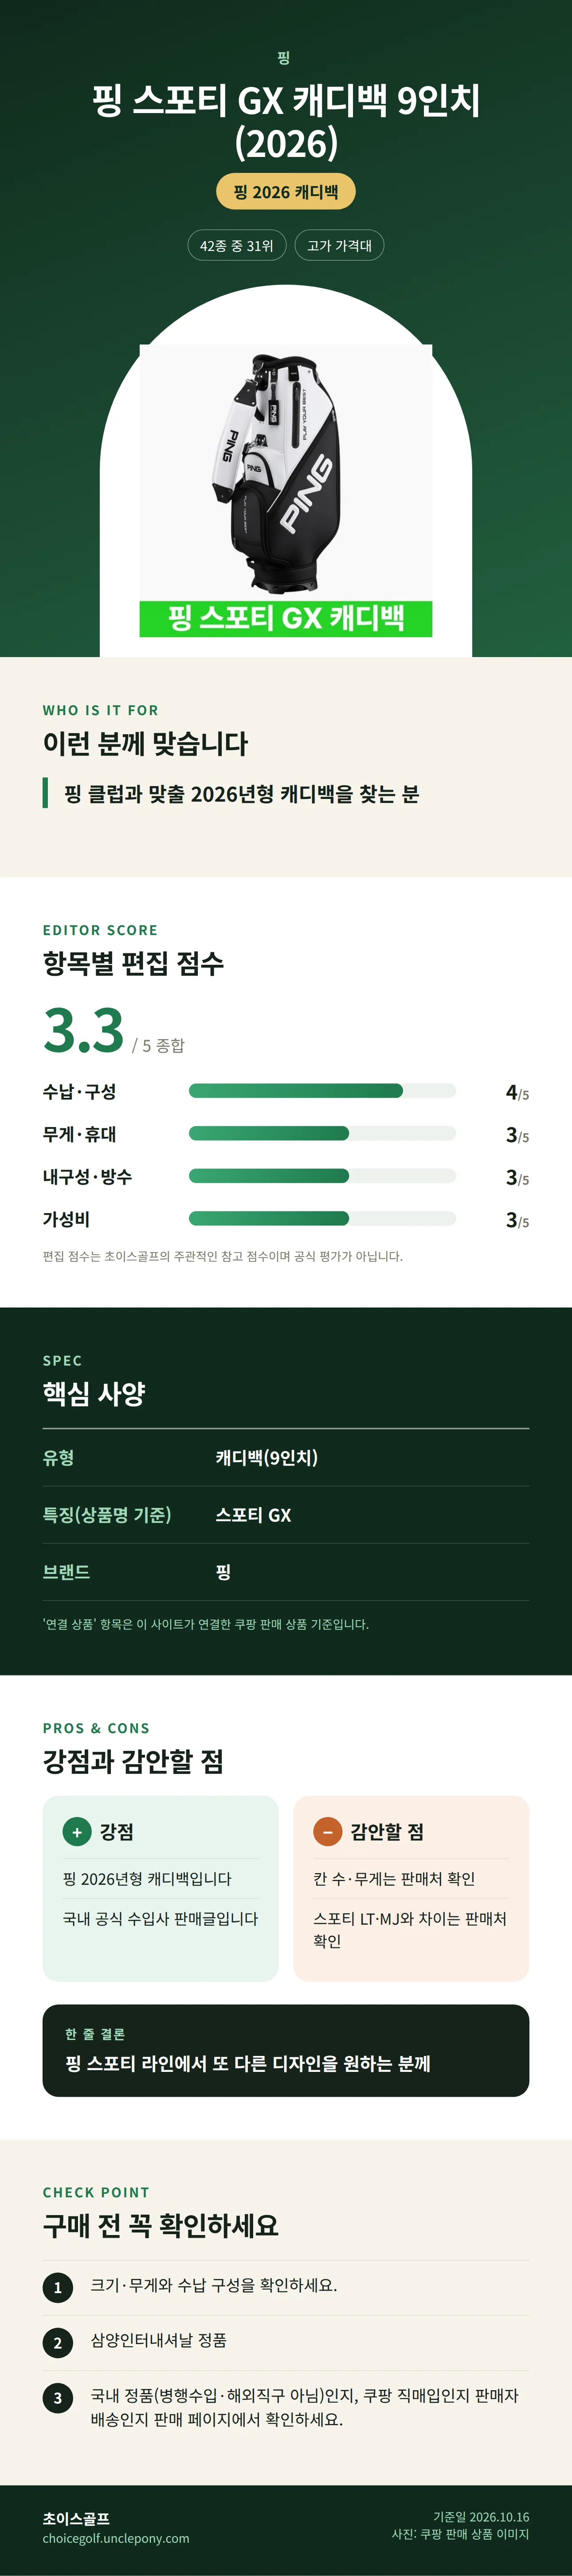 핑
핑 스포티 GX 캐디백 9인치
(2026)
핑 2026 캐디백
42종 중 31위
고가 가격대
PING
PING
PING
PLAY YOUR BEST
PING
PLAY YOUR BEST
핑 스포티 GX 캐디백
WHO IS IT FOR
이런 분께 맞습니다
핑 클럽과 맞출 2026년형 캐디백을 찾는 분
EDITOR SCORE
항목별 편집 점수
3.3 / 5 종합
수납·구성 4/5
무게·휴대 3/5
내구성·방수 3/5
가성비 3/5
편집 점수는 초이스골프의 주관적인 참고 점수이며 공식 평가가 아닙니다.
SPEC
핵심 사양
유형 캐디백(9인치)
특징(상품명 기준) 스포티 GX
브랜드 핑
'연결 상품' 항목은 이 사이트가 연결한 쿠팡 판매 상품 기준입니다.
PROS & CONS
강점과 감안할 점
+ 강점
핑 2026년형 캐디백입니다
국내 공식 수입사 판매글입니다
− 감안할 점
칸 수·무게는 판매처 확인
스포티 LT·MJ와 차이는 판매처
확인
한 줄 결론
핑 스포티 라인에서 또 다른 디자인을 원하는 분께
CHECK POINT
구매 전 꼭 확인하세요
1 크기·무게와 수납 구성을 확인하세요.
2 삼양인터내셔날 정품
3 국내 정품(병행수입·해외직구 아님)인지, 쿠팡 직매입인지 판매자
배송인지 판매 페이지에서 확인하세요.
초이스골프
choicegolf.unclepony.com
기준일 2026.10.16
사진: 쿠팡 판매 상품 이미지